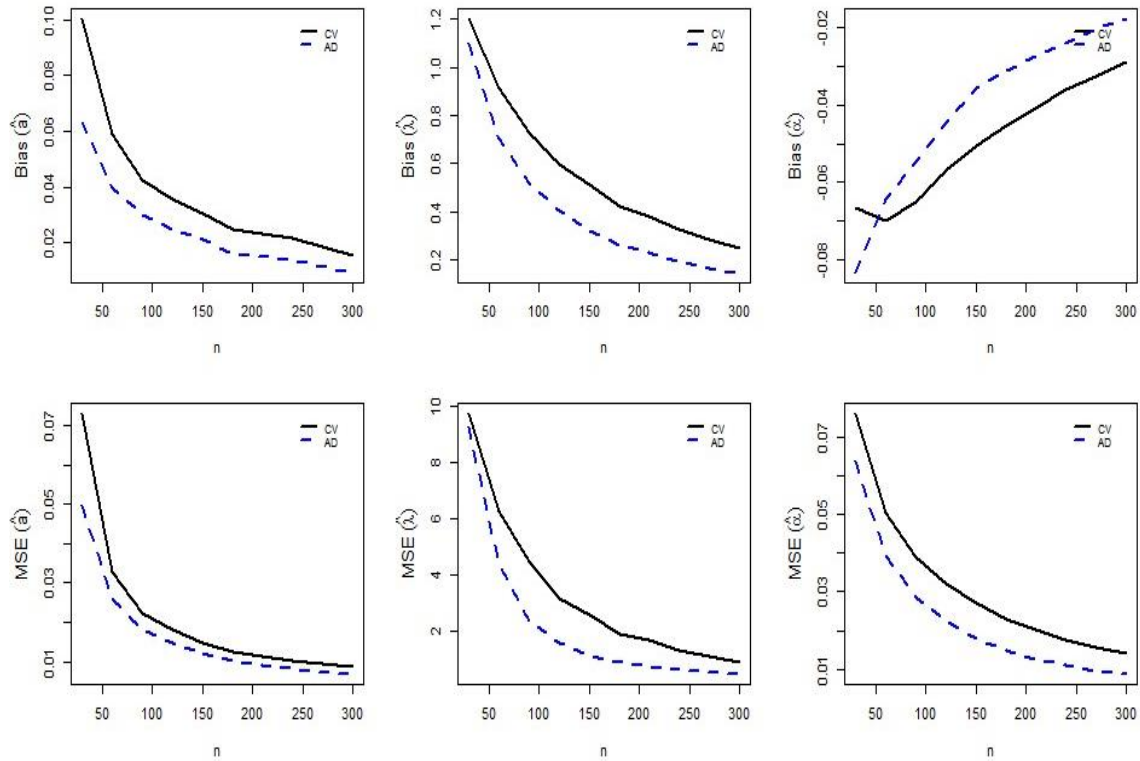 Bias (â)
0.02 0.04 0.06 0.08 0.10
CV
AD
50 100 150 200 250 300
n
Bias (λ̂)
0.2 0.4 0.6 0.8 1.0 1.2
CV
AD
50 100 150 200 250 300
n
Bias (α̂)
-0.08 -0.06 -0.04 -0.02
CV
AD
50 100 150 200 250 300
n
MSE (â)
0.01 0.03 0.05 0.07
CV
AD
50 100 150 200 250 300
n
MSE (λ̂)
2 4 6 8 10
CV
AD
50 100 150 200 250 300
n
MSE (α̂)
0.01 0.03 0.05 0.07
CV
AD
50 100 150 200 250 300
n